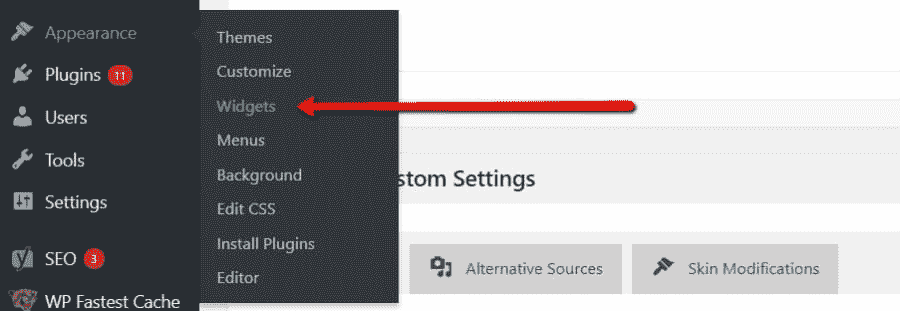 Appearance
Plugins 11
Users
Tools
Settings
SEO 3
WP Fastest Cache
Themes
Customize
Widgets
Menus
Background
Edit CSS
Install Plugins
Editor
stom Settings
Alternative Sources
Skin Modifications